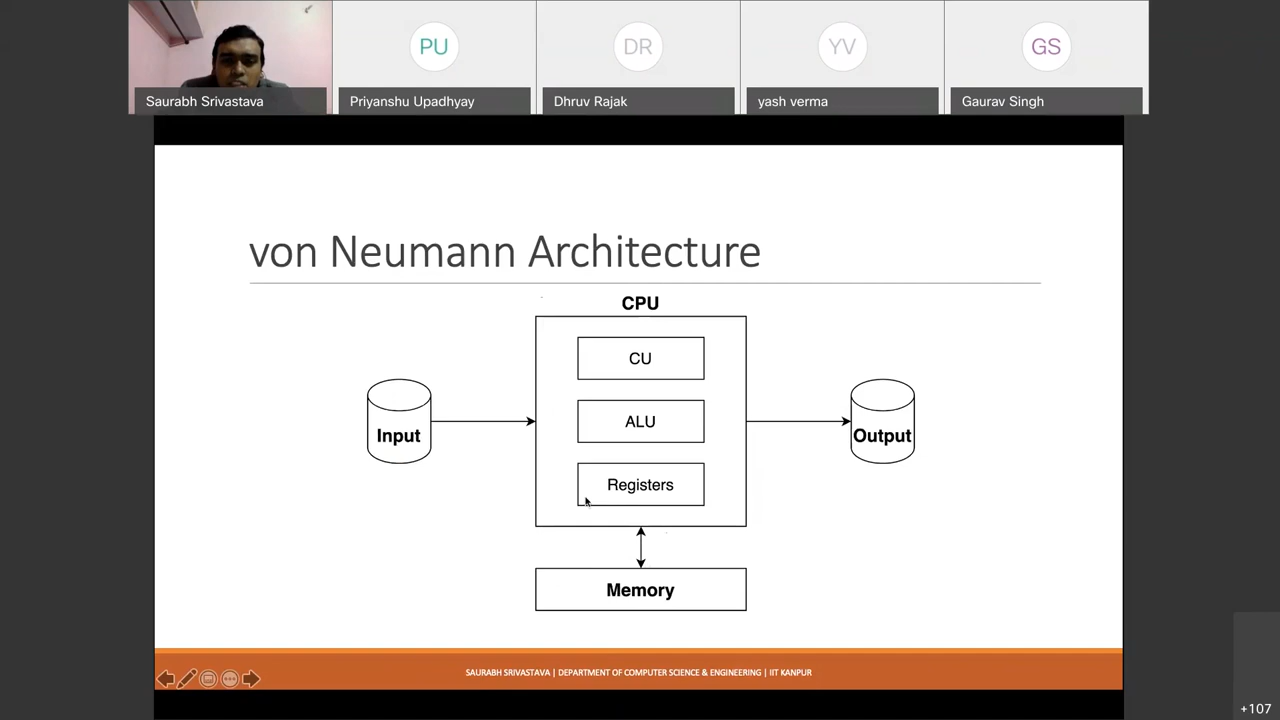 PU
DR
YV
GS
Saurabh Srivastava
Priyanshu Upadhyay
Dhruv Rajak
yash verma
Gaurav Singh
von Neumann Architecture
CPU
CU
ALU
Registers
Input
Output
Memory
SAURABH SRIVASTAVA | DEPARTMENT OF COMPUTER SCIENCE & ENGINEERING | IIT KANPUR
+107